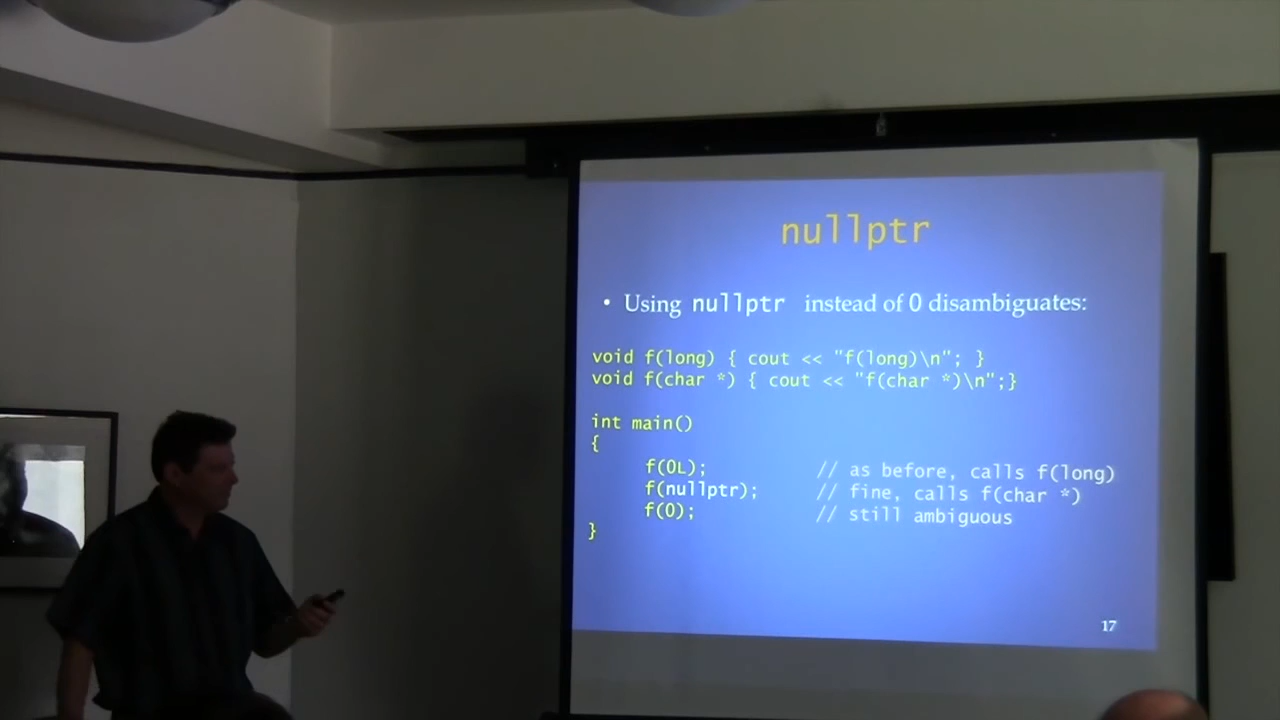 nullptr
• Using nullptr instead of 0 disambiguates:
void f(long) { cout << "f(long)\n"; }
void f(char *) { cout << "f(char *)\n";}
int main()
{
f(0L); // as before, calls f(long)
f(nullptr); // fine, calls f(char *)
f(0); // still ambiguous
}
17